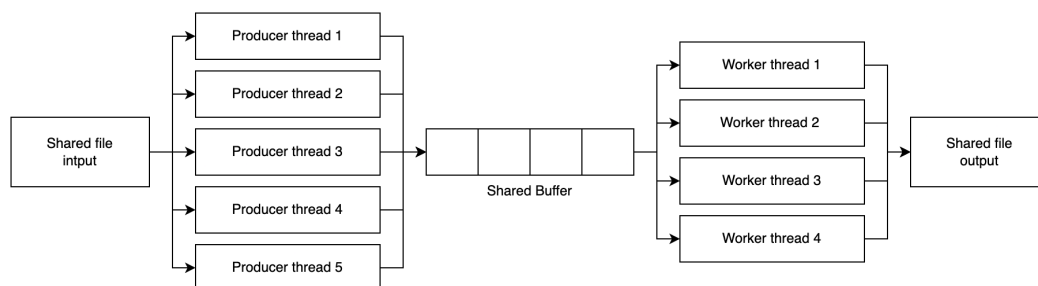 Shared file
intput
Producer thread 1
Producer thread 2
Producer thread 3
Producer thread 4
Producer thread 5
Shared Buffer
Worker thread 1
Worker thread 2
Worker thread 3
Worker thread 4
Shared file
output